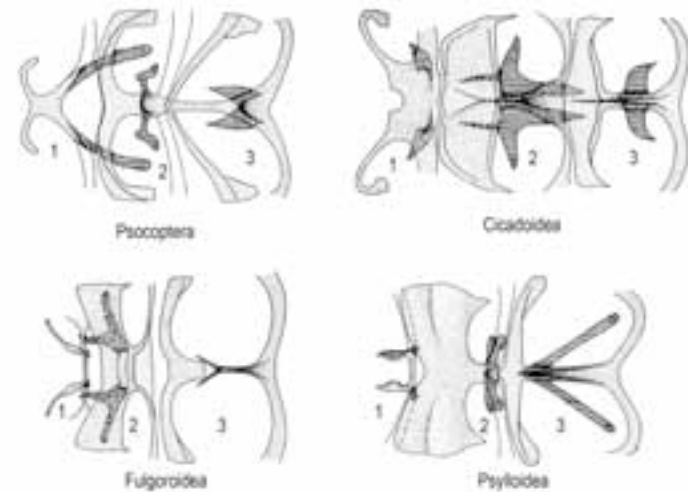 1 2 3
Psocoptera
1 2 3
Cicadoidea
1 2 3
Fulgoroidea
1 2 3
Psylloidea